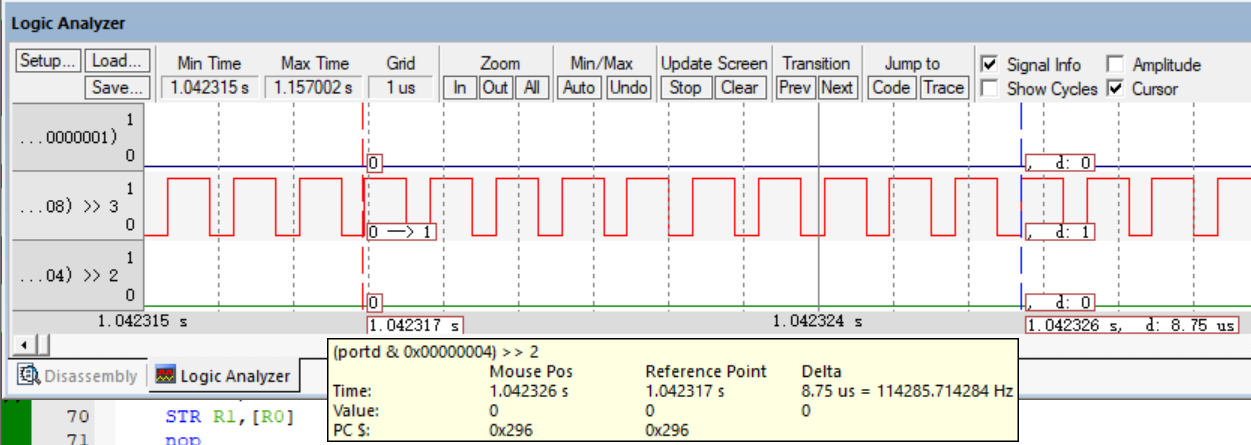 Logic Analyzer
Setup... Load... Min Time Max Time Grid Zoom Min/Max Update Screen Transition Jump to Signal Info Amplitude
Save... 1.042315 s 1.157002 s 1 us In Out All Auto Undo Stop Clear Prev Next Code Trace Show Cycles Cursor
1
...0000001)
0
0
, d: 0
1
...08) >> 3
0
0 --> 1
, d: 1
1
...04) >> 2
0
0
, d: 0
1.042315 s 1.042317 s 1.042324 s 1.042326 s, d: 8.75 us
(portd & 0x00000004) >> 2
Mouse Pos Reference Point Delta
Time: 1.042326 s 1.042317 s 8.75 us = 114285.714284 Hz
Value: 0 0 0
PC $: 0x296 0x296
Disassembly Logic Analyzer
70 STR R1,[R0]
71 nop